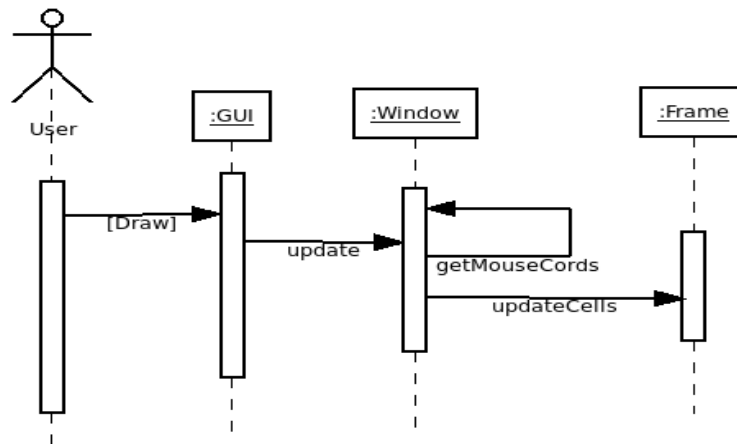 User
:GUI
:Window
:Frame
[Draw]
update
getMouseCords
updateCells